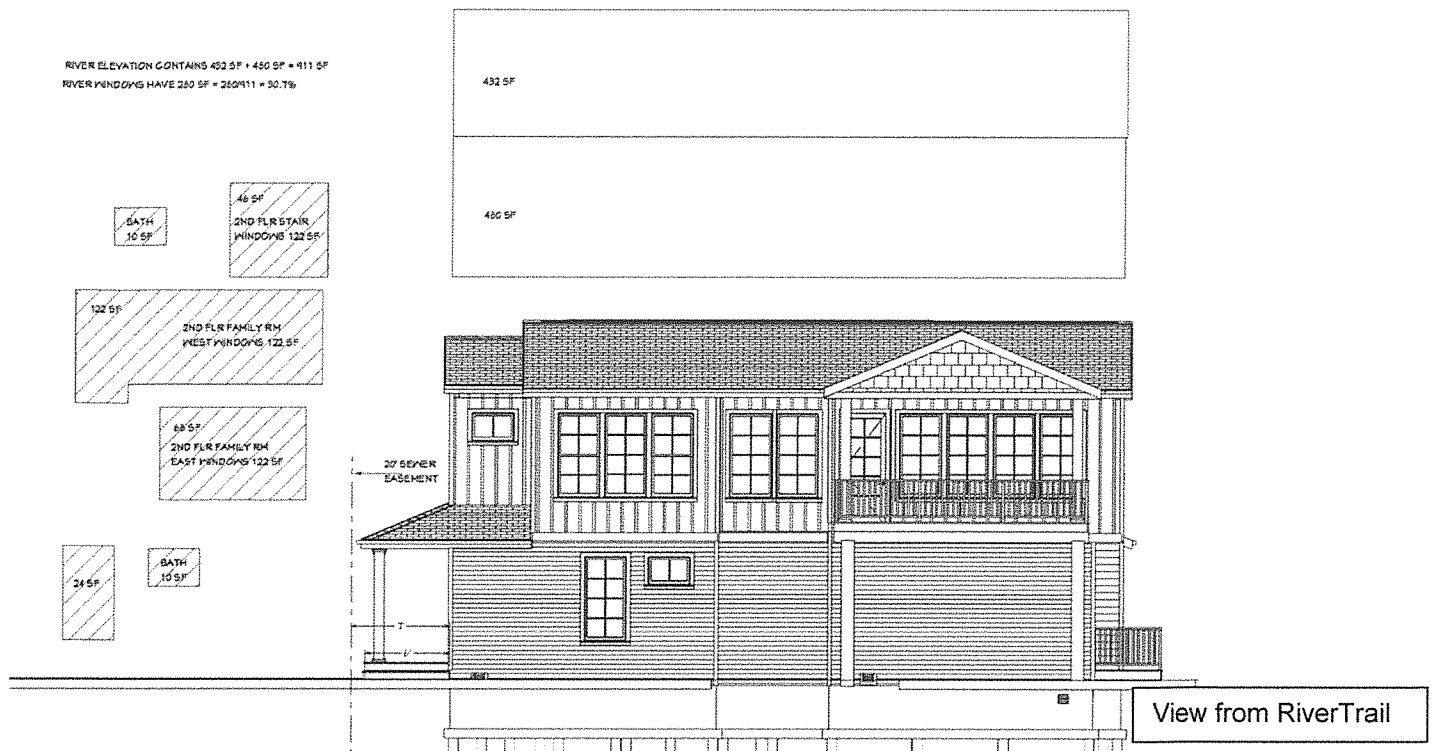 RIVER ELEVATION CONTAINS 432 SF + 480 SF = 911 SF
RIVER WINDOWS HAVE 280 SF = 280/911 = 30.7%
432 SF
480 SF
46 SF
2ND FLR STAIR
WINDOWS 122 SF
BATH
10 SF
122 SF
2ND FLR FAMILY RM
WEST WINDOWS 122 SF
68 SF
2ND FLR FAMILY RM
EAST WINDOWS 122 SF
20' SEWER
EASEMENT
24 SF
BATH
10 SF
View from RiverTrail